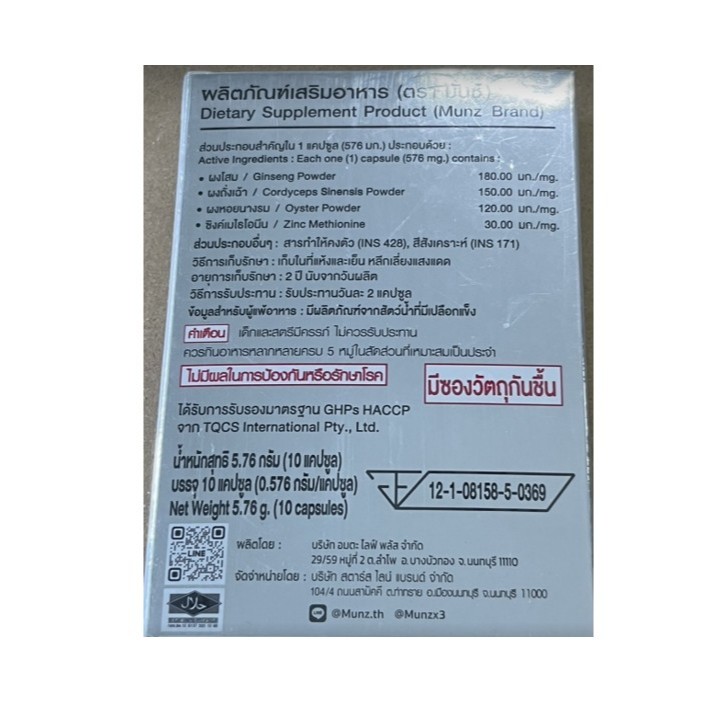 ผลิตภัณฑ์เสริมอาหาร (ตรา มันซ์)
Dietary Supplement Product (Munz Brand)
ส่วนประกอบสำคัญใน 1 แคปซูล (576 มก.) ประกอบด้วย :
Active Ingredients : Each one (1) capsule (576 mg.) contains :
• ผงโสม / Ginseng Powder 180.00 มก./mg.
• ผงถั่งเฉ้า / Cordyceps Sinensis Powder 150.00 มก./mg.
• ผงหอยนางรม / Oyster Powder 120.00 มก./mg.
• ซิงค์เมไธโอนีน / Zinc Methionine 30.00 มก./mg.
ส่วนประกอบอื่นๆ : สารทำให้คงตัว (INS 428), สีสังเคราะห์ (INS 171)
วิธีการเก็บรักษา : เก็บในที่แห้งและเย็น หลีกเลี่ยงแสงแดด
อายุการเก็บรักษา : 2 ปี นับจากวันผลิต
วิธีการรับประทาน : รับประทานวันละ 2 แคปซูล
ข้อมูลสำหรับผู้แพ้อาหาร : มีผลิตภัณฑ์จากสัตว์น้ำที่มีเปลือกแข็ง
คำเตือน เด็กและสตรีมีครรภ์ ไม่ควรรับประทาน
ควรกินอาหารหลากหลายครบ 5 หมู่ในสัดส่วนที่เหมาะสมเป็นประจำ
ไม่มีผลในการป้องกันหรือรักษาโรค
มีซองวัตถุกันชื้น
ได้รับการรับรองมาตรฐาน GHPs HACCP
จาก TQCS International Pty., Ltd.
น้ำหนักสุทธิ 5.76 กรัม (10 แคปซูล)
บรรจุ 10 แคปซูล (0.576 กรัม/แคปซูล)
Net Weight 5.76 g. (10 capsules)
12-1-08158-5-0369
LINE
ผลิตโดย : บริษัท อมตะ ไลฟ์ พลัส จำกัด
29/59 หมู่ที่ 2 ต.ลำโพ อ.บางบัวทอง จ.นนทบุรี 11110
จัดจำหน่ายโดย : บริษัท สตาร์ส ไลน์ แบรนด์ จำกัด
104/4 ถนนสามัคคี ต.ท่าทราย อ.เมืองนนทบุรี จ.นนทบุรี 11000
LINE @Munz.th @Munzx3
حلال